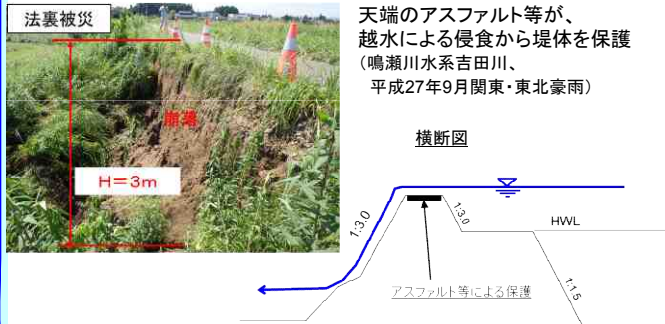 法裏被災
崩壊
H=3m
天端のアスファルト等が、
越水による侵食から堤体を保護
(鳴瀬川水系吉田川、
平成27年9月関東・東北豪雨)
横断図
1:3.0
1:3.0
HWL
1:1.5
アスファルト等による保護